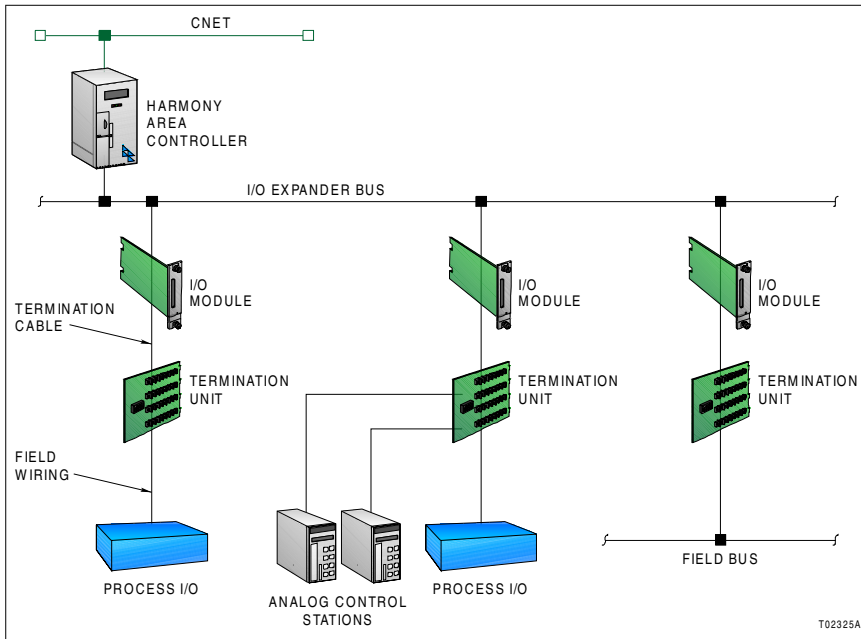 CNET
HARMONY
AREA
CONTROLLER
I/O EXPANDER BUS
I/O
MODULE
I/O
MODULE
I/O
MODULE
TERMINATION
CABLE
TERMINATION
UNIT
TERMINATION
UNIT
TERMINATION
UNIT
FIELD
WIRING
PROCESS I/O
ANALOG CONTROL
STATIONS
PROCESS I/O
FIELD BUS
T02325A